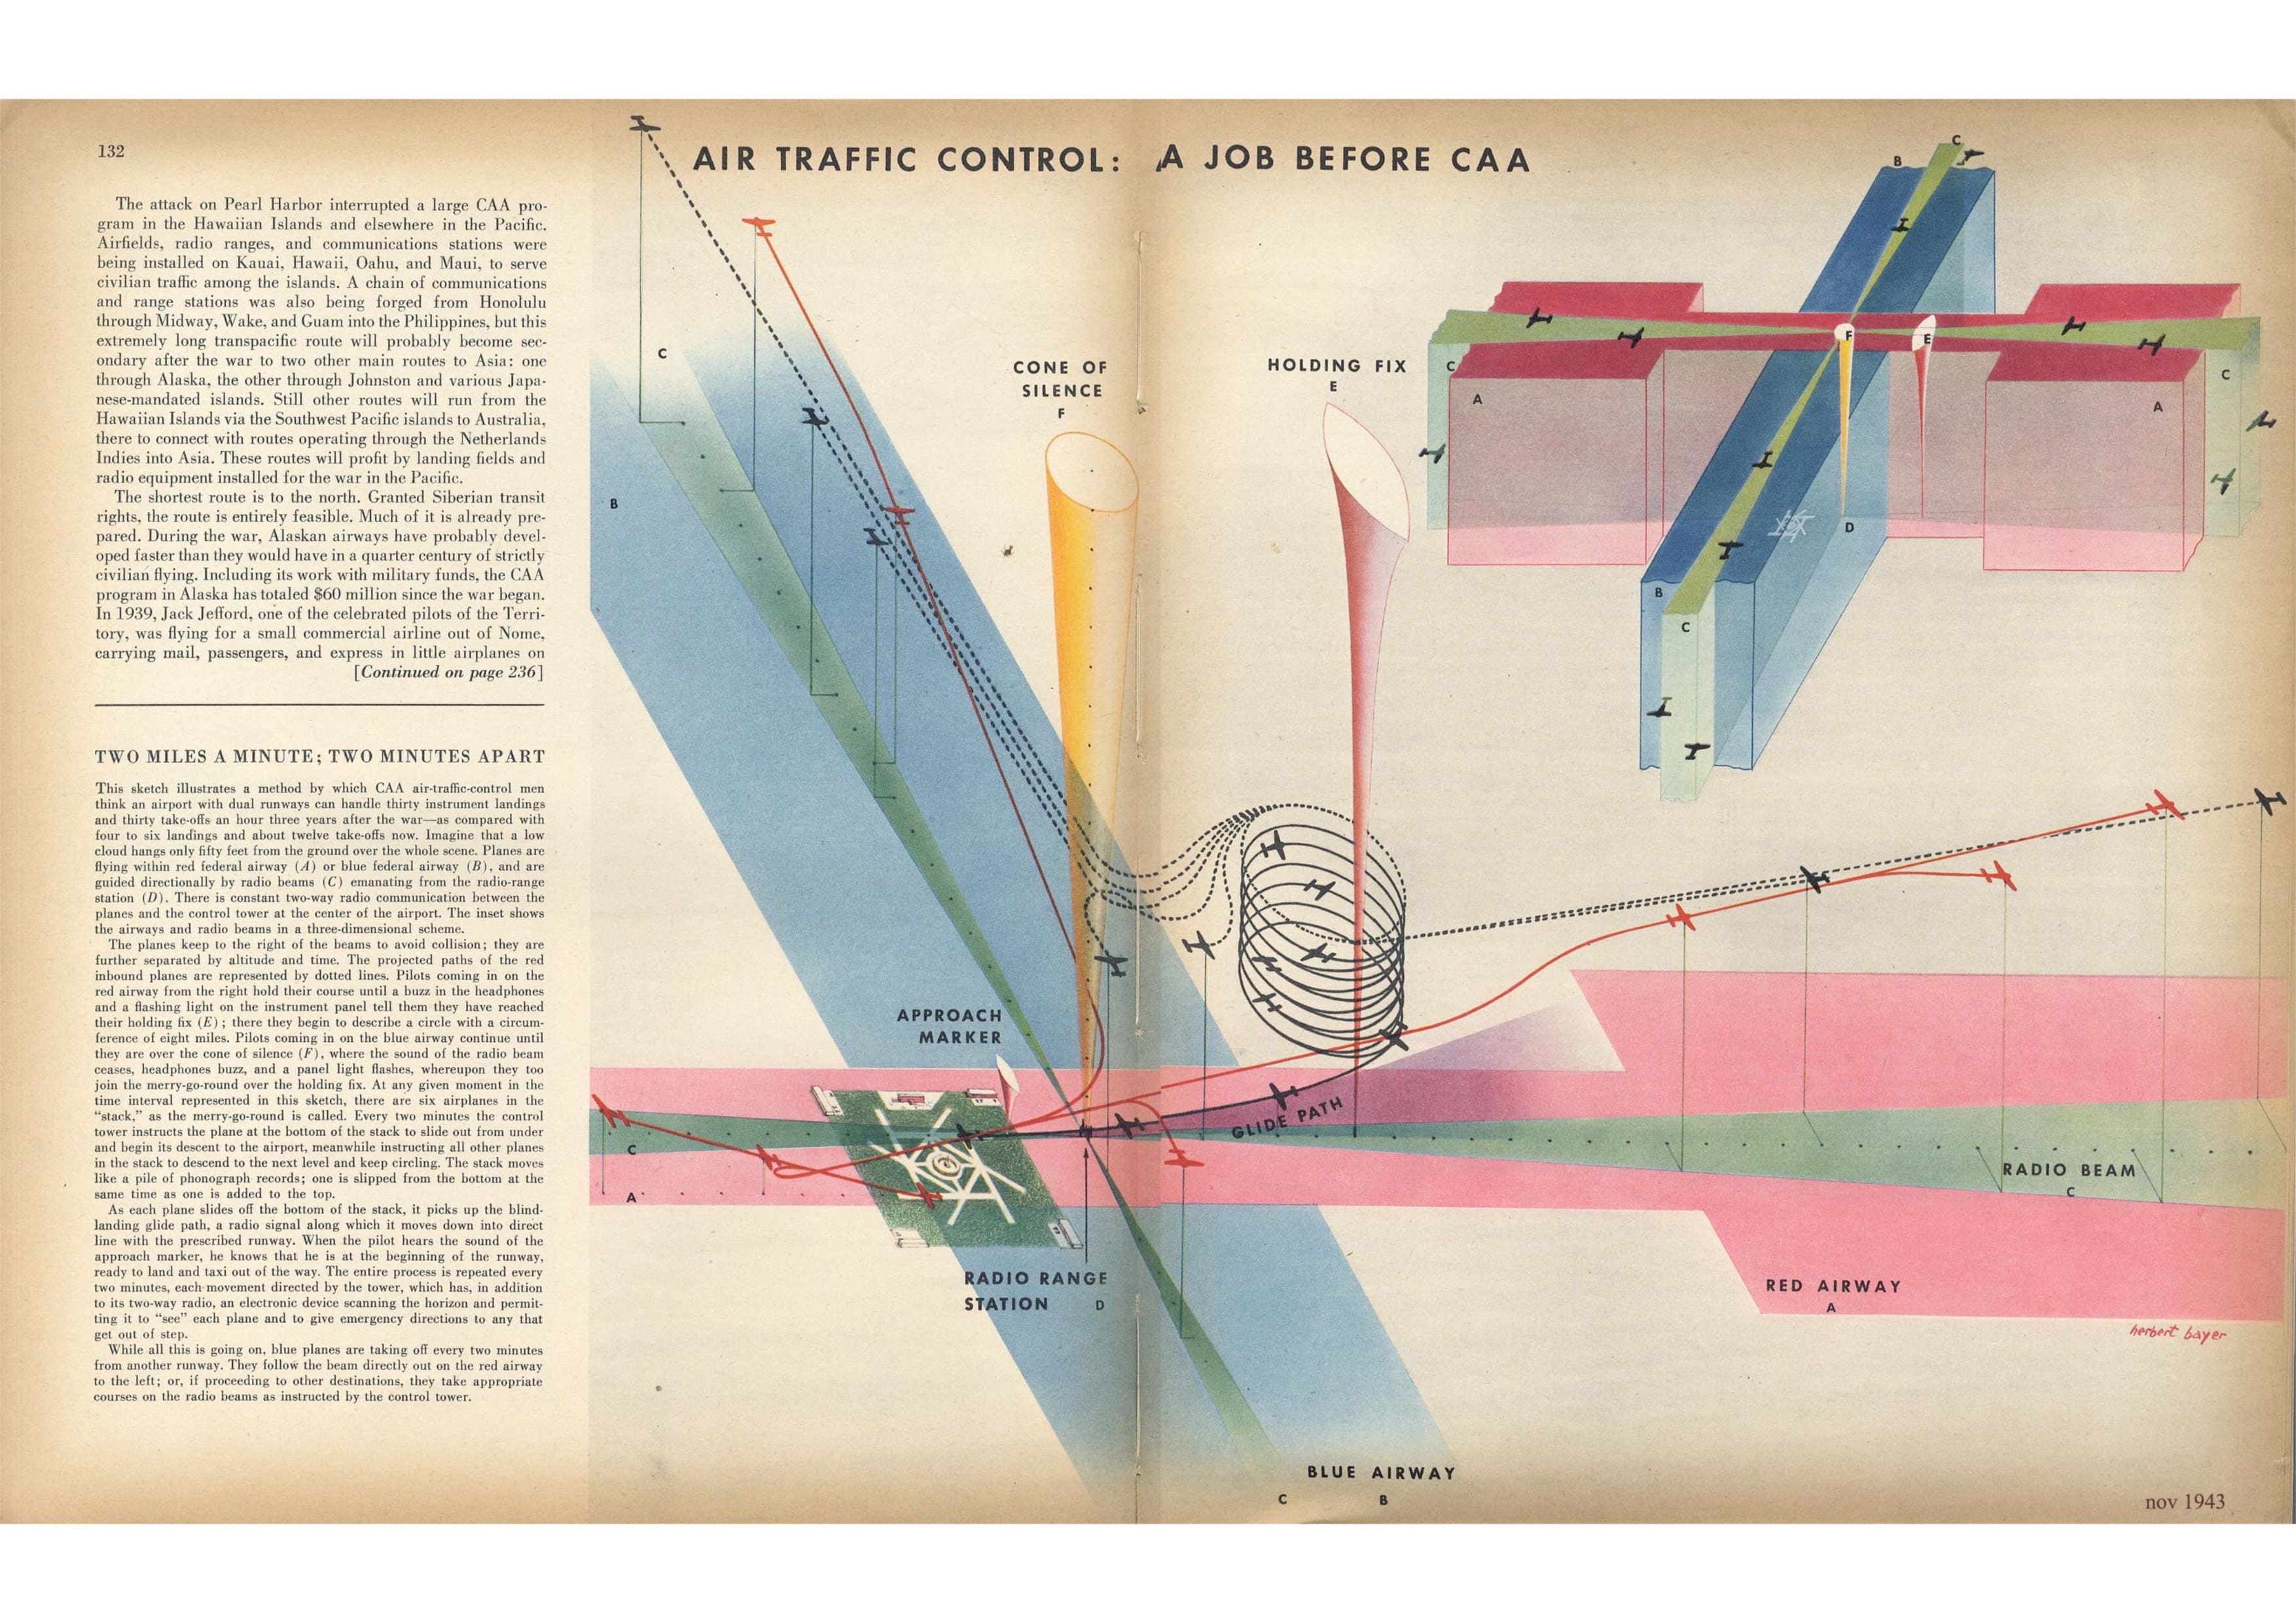 132
The attack on Pearl Harbor interrupted a large CAA pro-
gram in the Hawaiian Islands and elsewhere in the Pacific.
Airfields, radio ranges, and communications stations were
being installed on Kauai, Hawaii, Oahu, and Maui, to serve
civilian traffic among the islands. A chain of communications
and range stations was also being forged from Honolulu
through Midway, Wake, and Guam into the Philippines, but this
extremely long transpacific route will probably become sec-
ondary after the war to two other main routes to Asia: one
through Alaska, the other through Johnston and various Japa-
nese-mandated islands. Still other routes will run from the
Hawaiian Islands via the Southwest Pacific islands to Australia,
there to connect with routes operating through the Netherlands
Indies into Asia. These routes will profit by landing fields and
radio equipment installed for the war in the Pacific.
The shortest route is to the north. Granted Siberian transit
rights, the route is entirely feasible. Much of it is already pre-
pared. During the war, Alaskan airways have probably devel-
oped faster than they would have in a quarter century of strictly
civilian flying. Including its work with military funds, the CAA
program in Alaska has totaled $60 million since the war began.
In 1939, Jack Jefford, one of the celebrated pilots of the Terri-
tory, was flying for a small commercial airline out of Nome,
carrying mail, passengers, and express in little airplanes on
[Continued on page 236]
TWO MILES A MINUTE; TWO MINUTES APART
This sketch illustrates a method by which CAA air-traffic-control men
think an airport with dual runways can handle thirty instrument landings
and thirty take-offs an hour three years after the war—as compared with
four to six landings and about twelve take-offs now. Imagine that a low
cloud hangs only fifty feet from the ground over the whole scene. Planes are
flying within red federal airway (A) or blue federal airway (B), and are
guided directionally by radio beams (C) emanating from the radio-range
station (D). There is constant two-way radio communication between the
planes and the control tower at the center of the airport. The inset shows
the airways and radio beams in a three-dimensional scheme.
The planes keep to the right of the beams to avoid collision; they are
further separated by altitude and time. The projected paths of the red
inbound planes are represented by dotted lines. Pilots coming in on the
red airway from the right hold their course until a buzz in the headphones
and a flashing light on the instrument panel tell them they have reached
their holding fix (E); there they begin to describe a circle with a circum-
ference of eight miles. Pilots coming in on the blue airway continue until
they are over the cone of silence (F), where the sound of the radio beam
ceases, headphones buzz, and a panel light flashes, whereupon they too
join the merry-go-round over the holding fix. At any given moment in the
time interval represented in this sketch, there are six airplanes in the
"stack," as the merry-go-round is called. Every two minutes the control
tower instructs the plane at the bottom of the stack to slide out from under
and begin its descent to the airport, meanwhile instructing all other planes
in the stack to descend to the next level and keep circling. The stack moves
like a pile of phonograph records; one is slipped from the bottom at the
same time as one is added to the top.
As each plane slides off the bottom of the stack, it picks up the blind-
landing glide path, a radio signal along which it moves down into direct
line with the prescribed runway. When the pilot hears the sound of the
approach marker, he knows that he is at the beginning of the runway,
ready to land and taxi out of the way. The entire process is repeated every
two minutes, each movement directed by the tower, which has, in addition
to its two-way radio, an electronic device scanning the horizon and permit-
ting it to "see" each plane and to give emergency directions to any that
get out of step.
While all this is going on, blue planes are taking off every two minutes
from another runway. They follow the beam directly out on the red airway
to the left; or, if proceeding to other destinations, they take appropriate
courses on the radio beams as instructed by the control tower.
AIR TRAFFIC CONTROL: A JOB BEFORE CAA
C
B
CONE OF
SILENCE
F
HOLDING FIX
E
B
C
F
E
C
A
A
C
D
B
C
APPROACH
MARKER
GLIDE PATH
C
A
RADIO BEAM
C
RADIO RANGE
STATION D
RED AIRWAY
A
herbert bayer
BLUE AIRWAY
C B
nov 1943